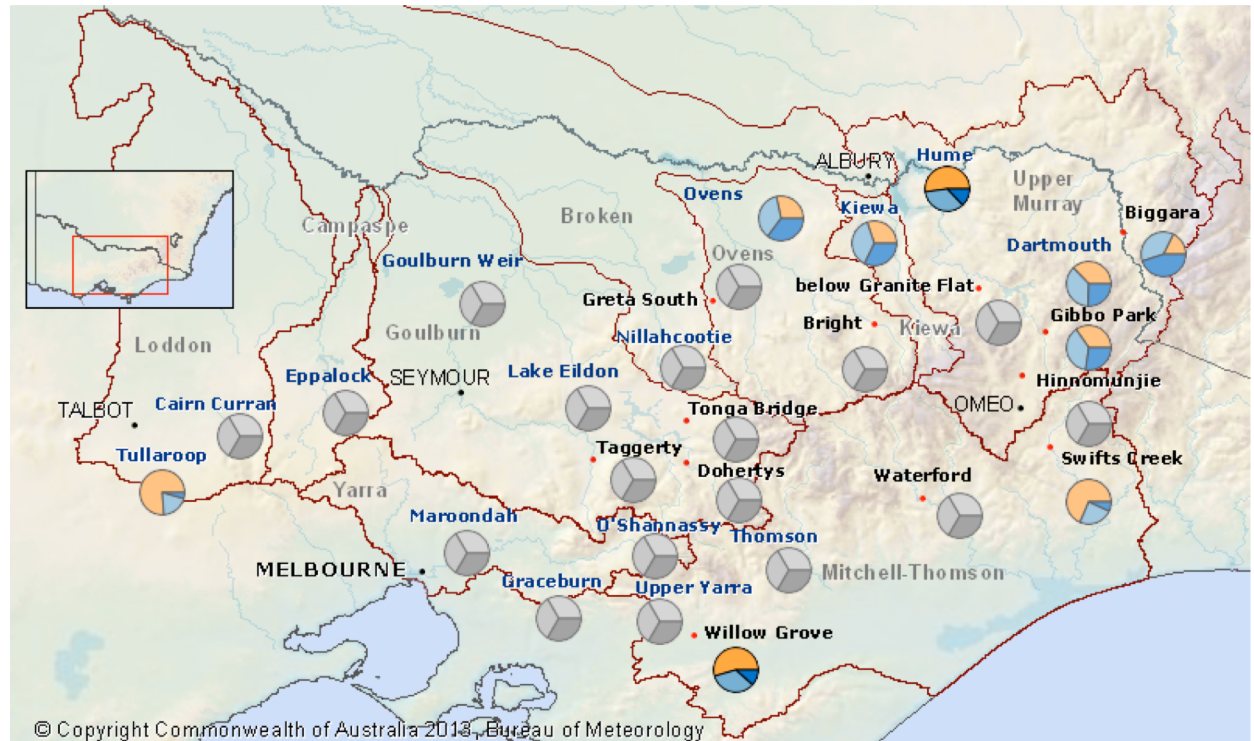 ALBURY
Hume
Upper
Murray
Ovens
Kiewa
Biggara
Broken
Campaspe
Dartmouth
Ovens
Goulburn Weir
below Granite Flat
Greta South
Gibbo Park
Bright
Kiewa
Goulburn
Nillahcootie
Loddon
Lake Eildon
Eppalock
SEYMOUR
Hinnomunjie
Cairn Curran
TALBOT
Tonga Bridge
OMEO
Taggerty
Tullaroop
Dohertys
Swifts Creek
Waterford
Yarra
Maroondah
O'Shannassy
Thomson
MELBOURNE
Graceburn
Upper Yarra
Mitchell-Thomson
Willow Grove
© Copyright Commonwealth of Australia 2013, Bureau of Meteorology